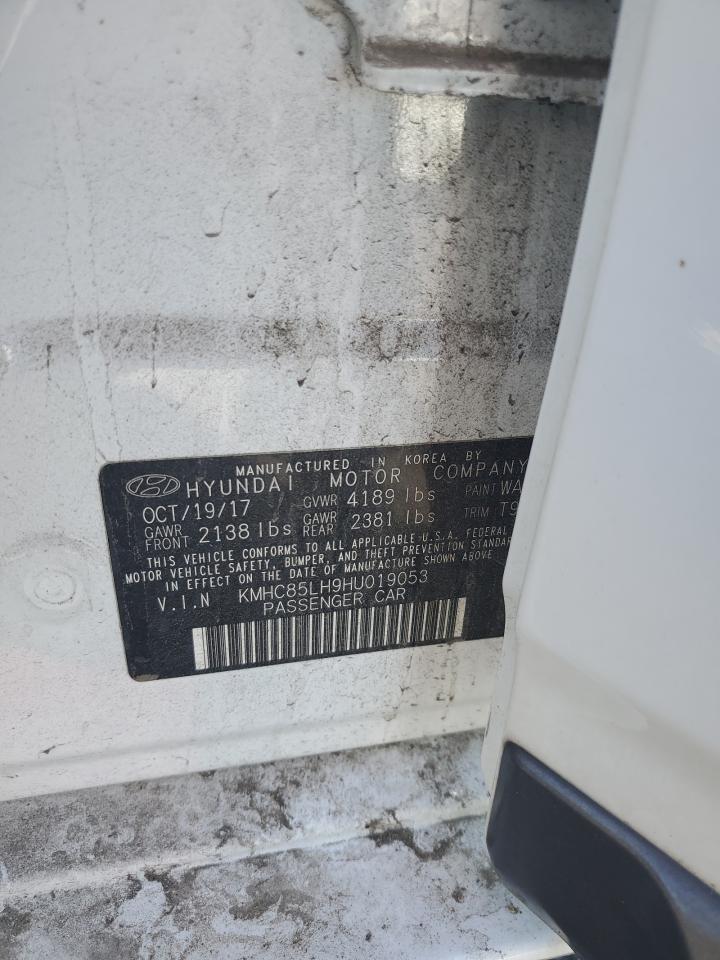 MANUFACTURED IN KOREA BY
HYUNDAI MOTOR COMPANY
OCT/19/17 GVWR 4189 lbs PAINT WA
GAWR FRONT 2138 lbs GAWR REAR 2381 lbs TRIM T9
THIS VEHICLE CONFORMS TO ALL APPLICABLE U.S.A. FEDERAL
MOTOR VEHICLE SAFETY, BUMPER, AND THEFT PREVENTION STANDAR
IN EFFECT ON THE DATE OF MANUFACTURE SHOWN ABOVE
V.I.N KMHC85LH9HU019053
PASSENGER CAR